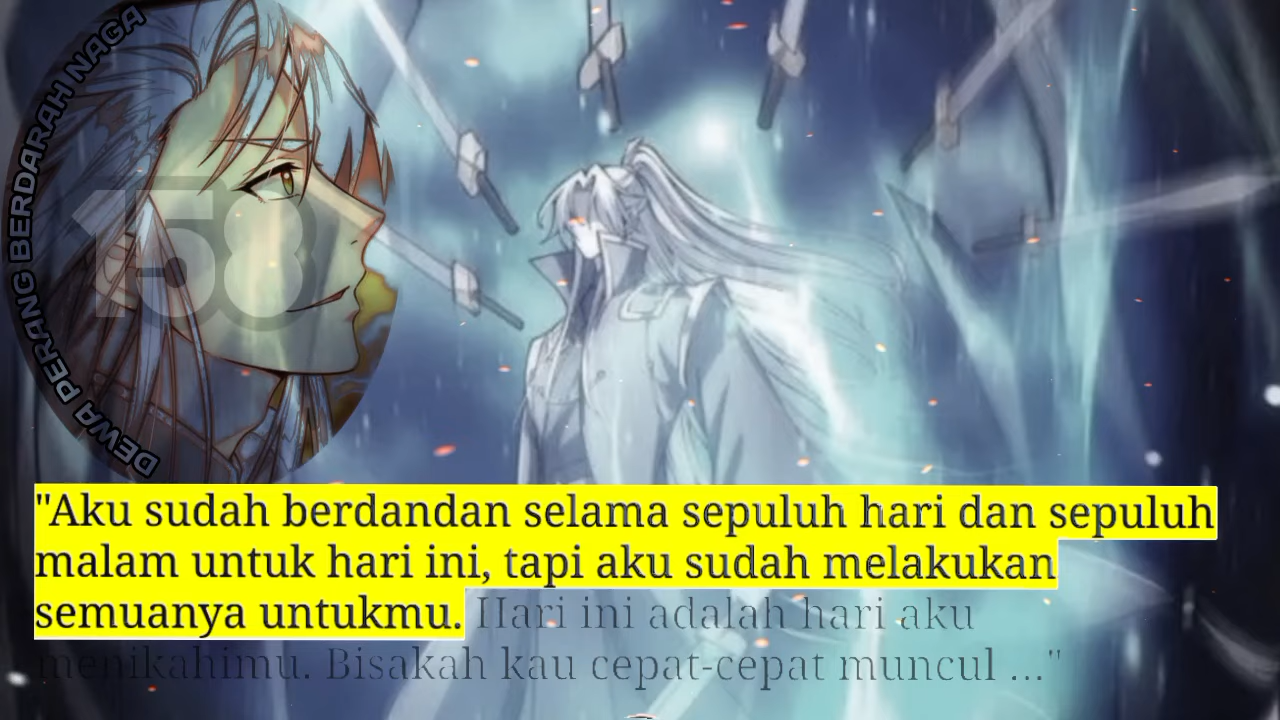 DEWA PERANG BERDARAH NAGA
158
"Aku sudah berdandan selama sepuluh hari dan sepuluh
malam untuk hari ini, tapi aku sudah melakukan
semuanya untukmu. Hari ini adalah hari aku
menikahimu. Bisakah kau cepat-cepat muncul ..."